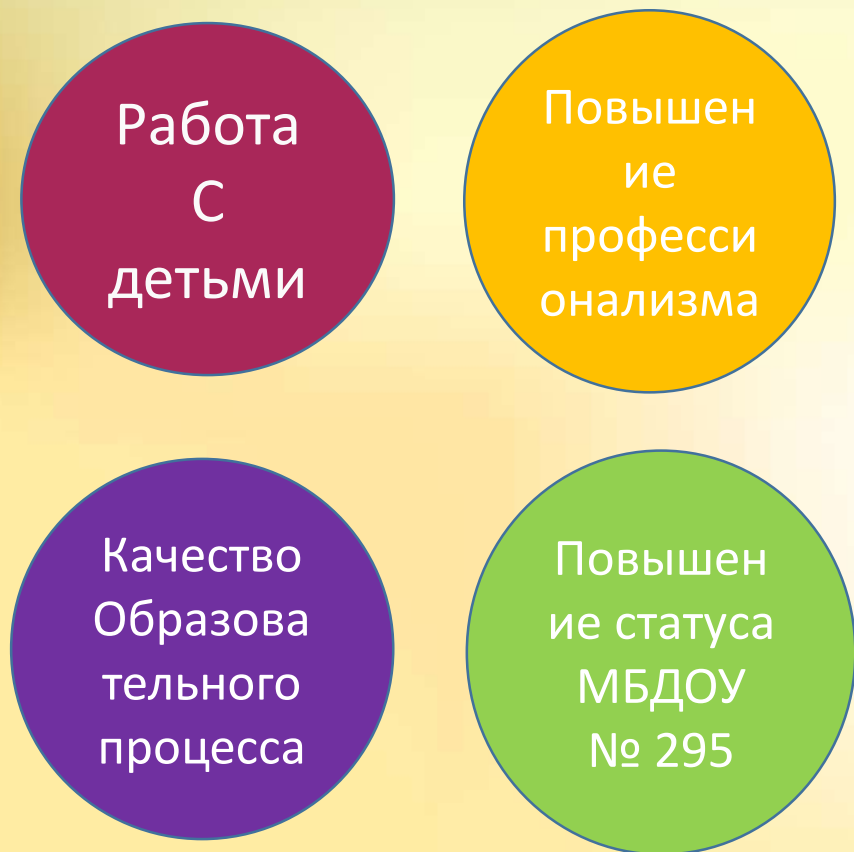 Работа
С
детьми
Повышен
ие
професси
онализма
Качество
Образова
тельного
процесса
Повышен
ие статуса
МБДОУ
№ 295